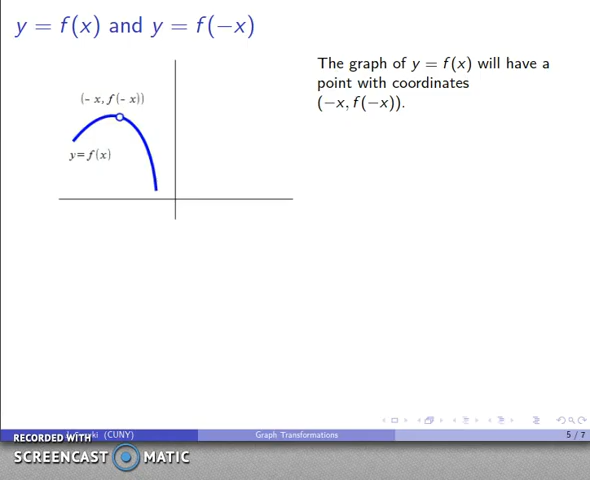 y = f(x) and y = f(−x)
The graph of y = f(x) will have a
point with coordinates
(−x, f(−x)).
(- x, f (- x))
y= f (x)
(CUNY)
Graph Transformations
5 / 7
RECORDED WITH
SCREENCAST MATIC